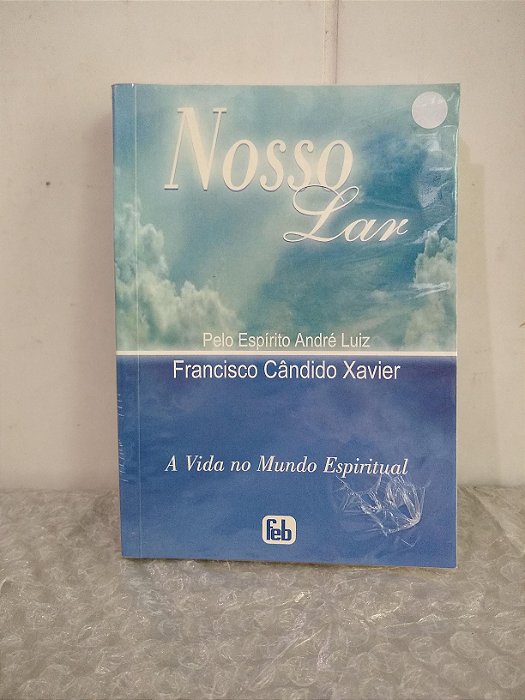 Nosso
Lar
Pelo Espírito André Luiz
Francisco Cândido Xavier
A Vida no Mundo Espiritual
feb